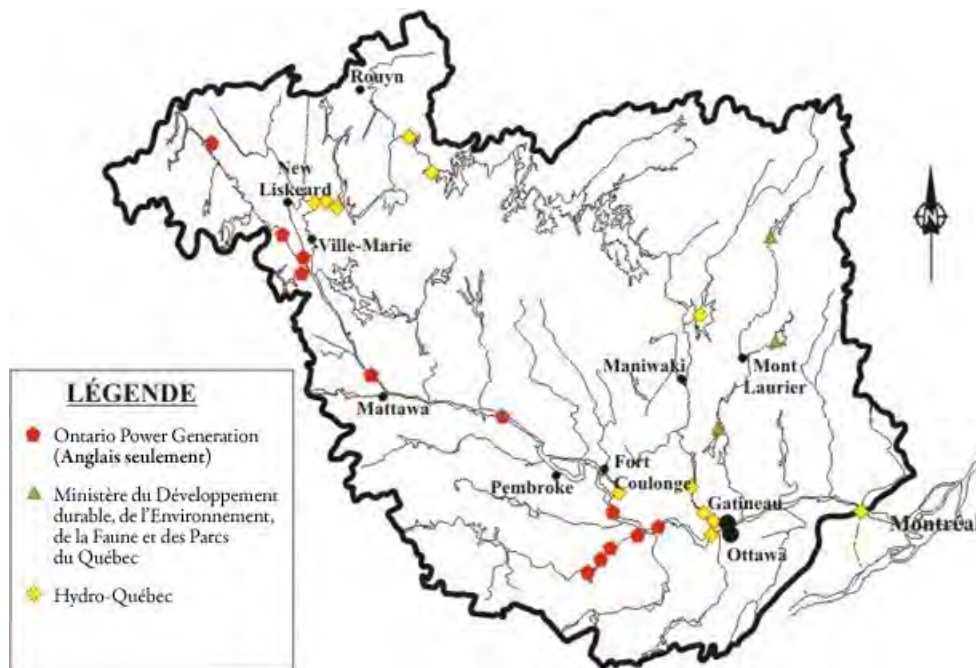 Rouyn
New
Liskeard
Ville-Marie
N
Maniwaki
Mont
Laurier
Mattawa
Fort
Coulonge
Pembroke
Gatineau
Montréal
Ottawa
LÉGENDE
Ontario Power Generation
(Anglais seulement)
Ministère du Développement
durable, de l'Environnement,
de la Faune et des Parcs
du Québec
Hydro-Québec